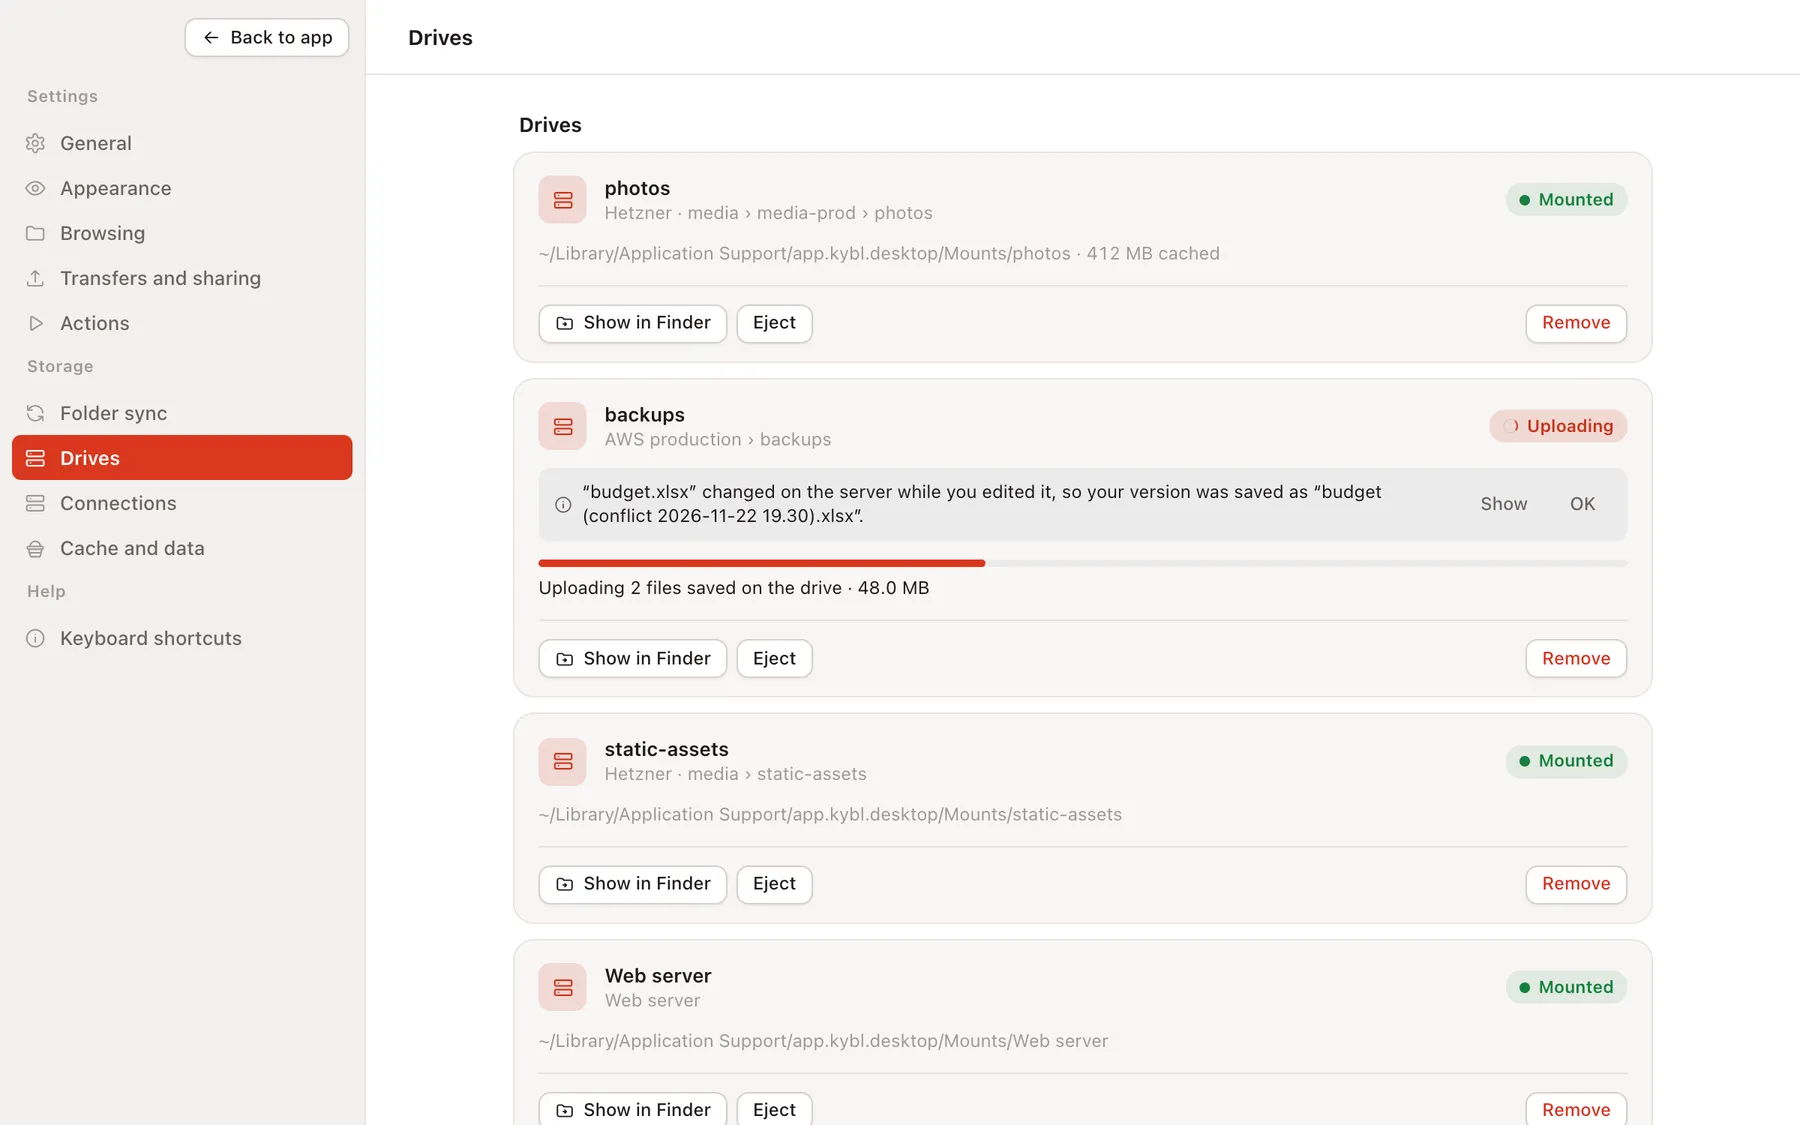 Back to app
Settings
General
Appearance
Browsing
Transfers and sharing
Actions
Storage
Folder sync
Drives
Connections
Cache and data
Help
Keyboard shortcuts
Drives
Drives
photos
Hetzner · media › media-prod › photos
Mounted
~/Library/Application Support/app.kybl.desktop/Mounts/photos · 412 MB cached
Show in Finder
Eject
Remove
backups
AWS production › backups
Uploading
“budget.xlsx” changed on the server while you edited it, so your version was saved as “budget
(conflict 2026-11-22 19.30).xlsx”.
Show
OK
Uploading 2 files saved on the drive · 48.0 MB
Show in Finder
Eject
Remove
static-assets
Hetzner · media › static-assets
Mounted
~/Library/Application Support/app.kybl.desktop/Mounts/static-assets
Show in Finder
Eject
Remove
Web server
Web server
Mounted
~/Library/Application Support/app.kybl.desktop/Mounts/Web server
Show in Finder
Eject
Remove